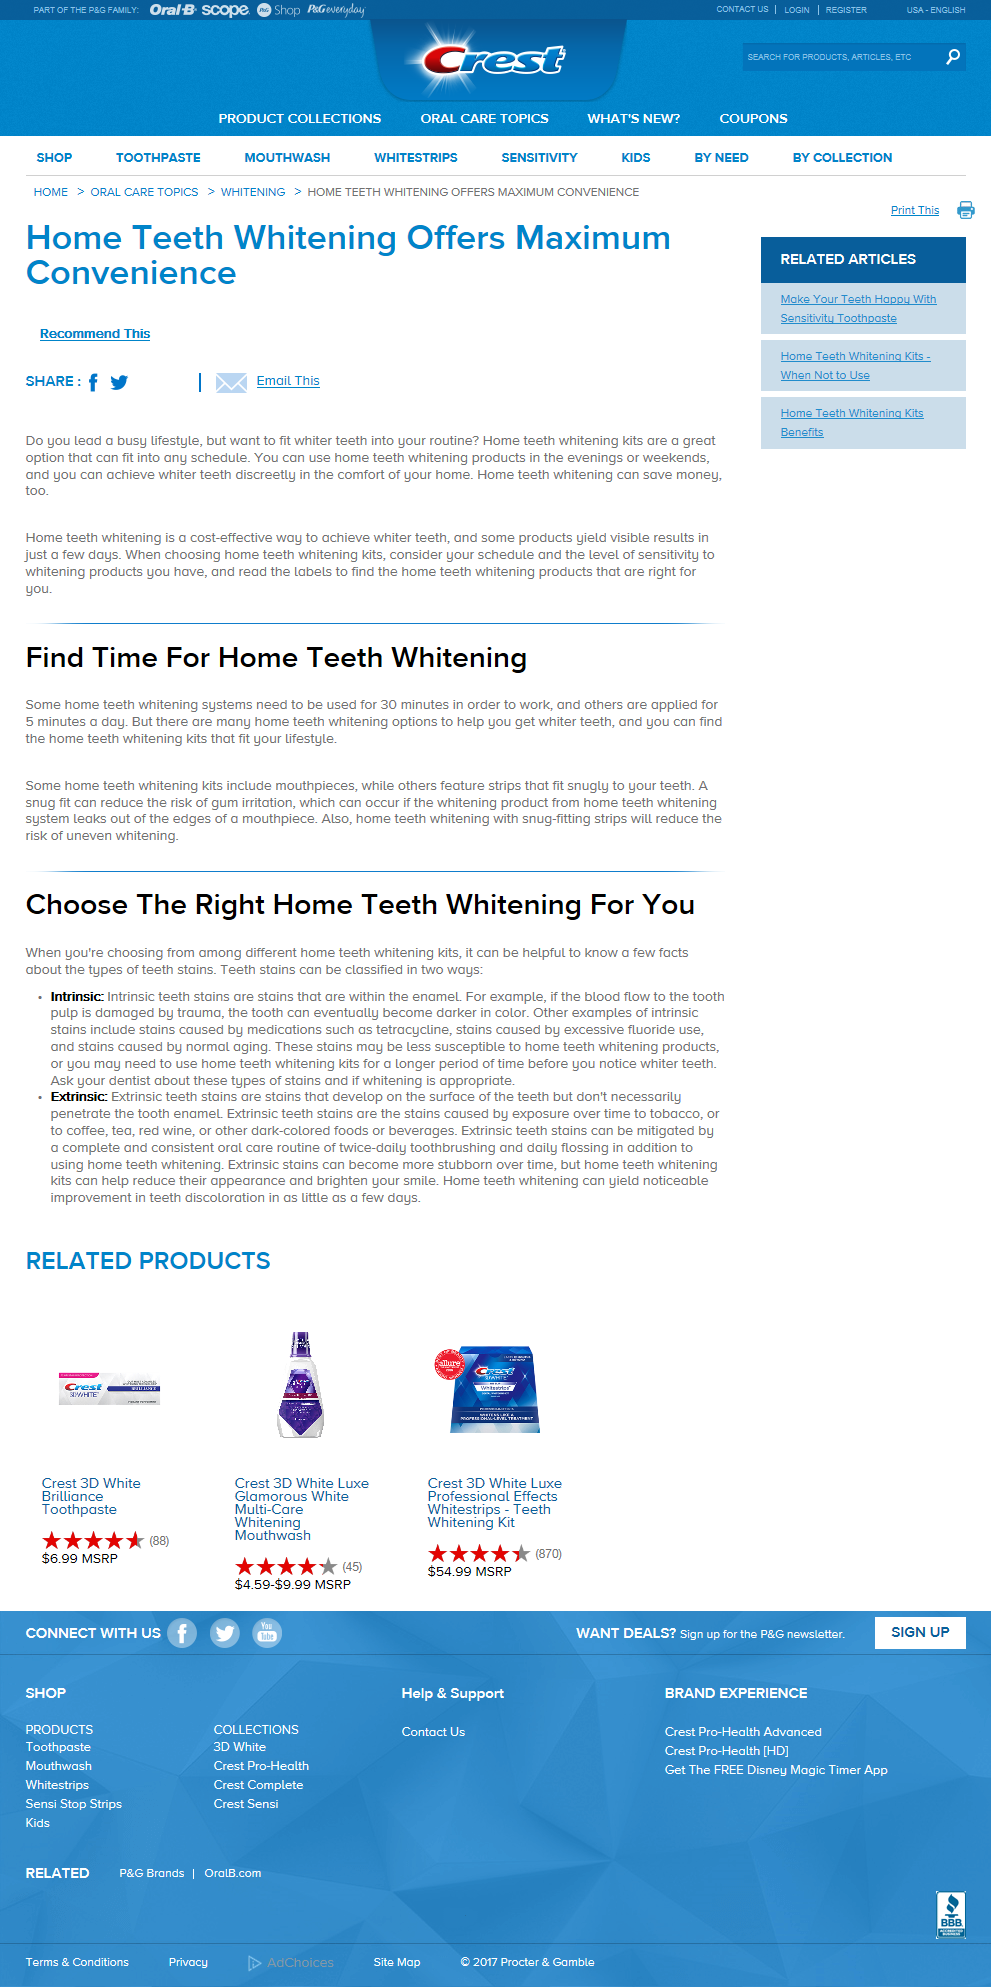 PART OF THE P&G FAMILY: Oral-B scope P&G Shop P&G everyday
CONTACT US | LOGIN | REGISTER USA - ENGLISH
Crest
SEARCH FOR PRODUCTS, ARTICLES, ETC
PRODUCT COLLECTIONS ORAL CARE TOPICS WHAT'S NEW? COUPONS
SHOP TOOTHPASTE MOUTHWASH WHITESTRIPS SENSITIVITY KIDS BY NEED BY COLLECTION
HOME > ORAL CARE TOPICS > WHITENING > HOME TEETH WHITENING OFFERS MAXIMUM CONVENIENCE
Print This
Home Teeth Whitening Offers Maximum
Convenience
Recommend This
SHARE : | Email This
RELATED ARTICLES
Make Your Teeth Happy With
Sensitivity Toothpaste
Home Teeth Whitening Kits -
When Not to Use
Home Teeth Whitening Kits
Benefits
Do you lead a busy lifestyle, but want to fit whiter teeth into your routine? Home teeth whitening kits are a great
option that can fit into any schedule. You can use home teeth whitening products in the evenings or weekends,
and you can achieve whiter teeth discreetly in the comfort of your home. Home teeth whitening can save money,
too.
Home teeth whitening is a cost-effective way to achieve whiter teeth, and some products yield visible results in
just a few days. When choosing home teeth whitening kits, consider your schedule and the level of sensitivity to
whitening products you have, and read the labels to find the home teeth whitening products that are right for
you.
Find Time For Home Teeth Whitening
Some home teeth whitening systems need to be used for 30 minutes in order to work, and others are applied for
5 minutes a day. But there are many home teeth whitening options to help you get whiter teeth, and you can find
the home teeth whitening kits that fit your lifestyle.
Some home teeth whitening kits include mouthpieces, while others feature strips that fit snugly to your teeth. A
snug fit can reduce the risk of gum irritation, which can occur if the whitening product from home teeth whitening
system leaks out of the edges of a mouthpiece. Also, home teeth whitening with snug-fitting strips will reduce the
risk of uneven whitening.
Choose The Right Home Teeth Whitening For You
When you're choosing from among different home teeth whitening kits, it can be helpful to know a few facts
about the types of teeth stains. Teeth stains can be classified in two ways:
• Intrinsic: Intrinsic teeth stains are stains that are within the enamel. For example, if the blood flow to the tooth
pulp is damaged by trauma, the tooth can eventually become darker in color. Other examples of intrinsic
stains include stains caused by medications such as tetracycline, stains caused by excessive fluoride use,
and stains caused by normal aging. These stains may be less susceptible to home teeth whitening products,
or you may need to use home teeth whitening kits for a longer period of time before you notice whiter teeth.
Ask your dentist about these types of stains and if whitening is appropriate.
• Extrinsic: Extrinsic teeth stains are stains that develop on the surface of the teeth but don't necessarily
penetrate the tooth enamel. Extrinsic teeth stains are the stains caused by exposure over time to tobacco, or
to coffee, tea, red wine, or other dark-colored foods or beverages. Extrinsic teeth stains can be mitigated by
a complete and consistent oral care routine of twice-daily toothbrushing and daily flossing in addition to
using home teeth whitening. Extrinsic stains can become more stubborn over time, but home teeth whitening
kits can help reduce their appearance and brighten your smile. Home teeth whitening can yield noticeable
improvement in teeth discoloration in as little as a few days.
RELATED PRODUCTS
Crest
3D WHITE
BRILLIANCE
allure
Crest
3D WHITE
Whitestrips
PROFESSIONAL-LEVEL TREATMENT
Crest 3D White
Brilliance
Toothpaste
(88)
$6.99 MSRP
Crest 3D White Luxe
Glamorous White
Multi-Care
Whitening
Mouthwash
(45)
$4.59-$9.99 MSRP
Crest 3D White Luxe
Professional Effects
Whitestrips - Teeth
Whitening Kit
(870)
$54.99 MSRP
CONNECT WITH US You Tube WANT DEALS? Sign up for the P&G newsletter. SIGN UP
SHOP
PRODUCTS
Toothpaste
Mouthwash
Whitestrips
Sensi Stop Strips
Kids
COLLECTIONS
3D White
Crest Pro-Health
Crest Complete
Crest Sensi
Help & Support
Contact Us
BRAND EXPERIENCE
Crest Pro-Health Advanced
Crest Pro-Health [HD]
Get The FREE Disney Magic Timer App
RELATED P&G Brands | OralB.com
BBB
Terms & Conditions Privacy AdChoices Site Map © 2017 Procter & Gamble